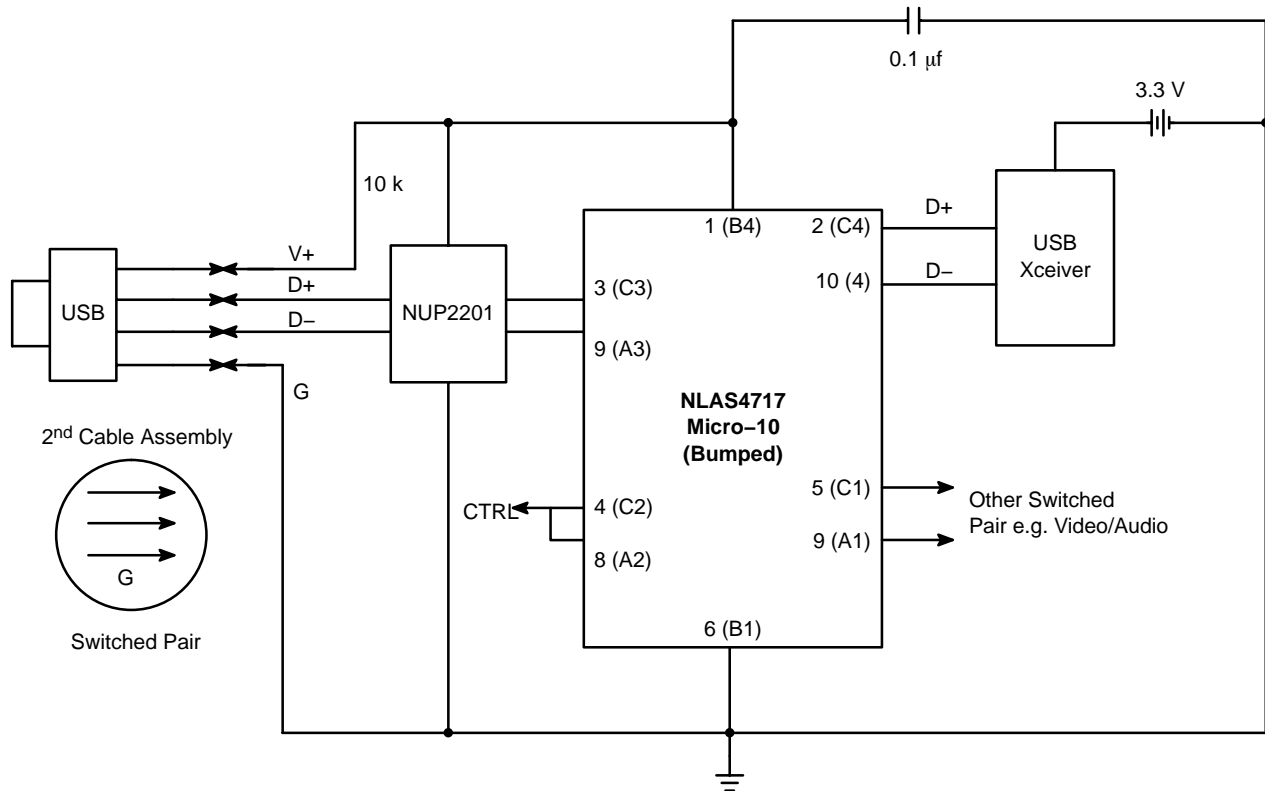 0.1 μf
3.3 V
10 k
1 (B4)
2 (C4)
D+
USB
Xceiver
V+
D+
D−
G
USB
NUP2201
3 (C3)
9 (A3)
10 (4)
D−
NLAS4717
Micro−10
(Bumped)
2nd Cable Assembly
G
Switched Pair
CTRL
4 (C2)
8 (A2)
5 (C1)
9 (A1)
Other Switched
Pair e.g. Video/Audio
6 (B1)